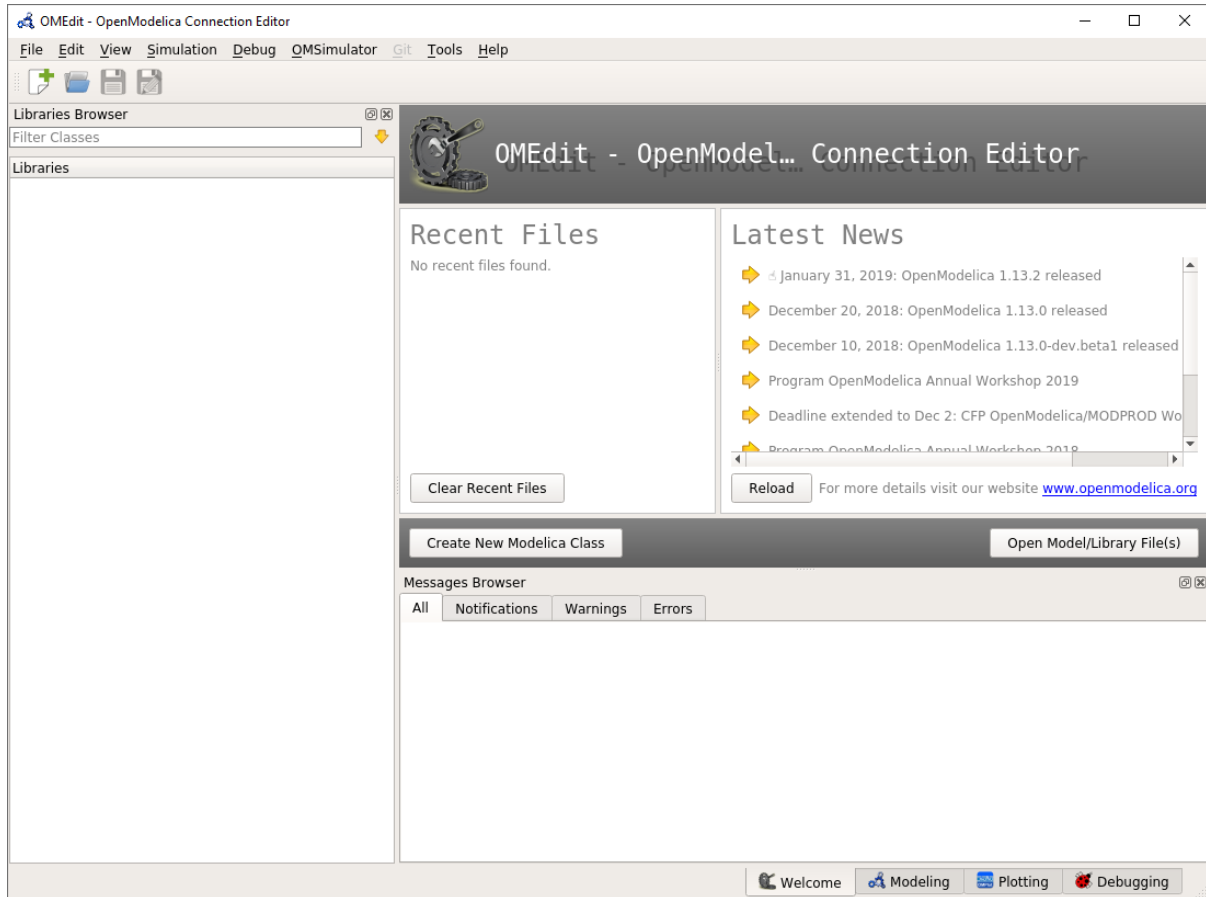 OMEdit - OpenModelica Connection Editor
File Edit View Simulation Debug OMSimulator Git Tools Help
Libraries Browser
Filter Classes
Libraries
OMEdit - OpenModel… Connection Editor
Recent Files
No recent files found.
Clear Recent Files
Latest News
January 31, 2019: OpenModelica 1.13.2 released
December 20, 2018: OpenModelica 1.13.0 released
December 10, 2018: OpenModelica 1.13.0-dev.beta1 released
Program OpenModelica Annual Workshop 2019
Deadline extended to Dec 2: CFP OpenModelica/MODPROD Wo
Program OpenModelica Annual Workshop 2018
Reload For more details visit our website www.openmodelica.org
Create New Modelica Class Open Model/Library File(s)
Messages Browser
All Notifications Warnings Errors
Welcome Modeling Plotting Debugging